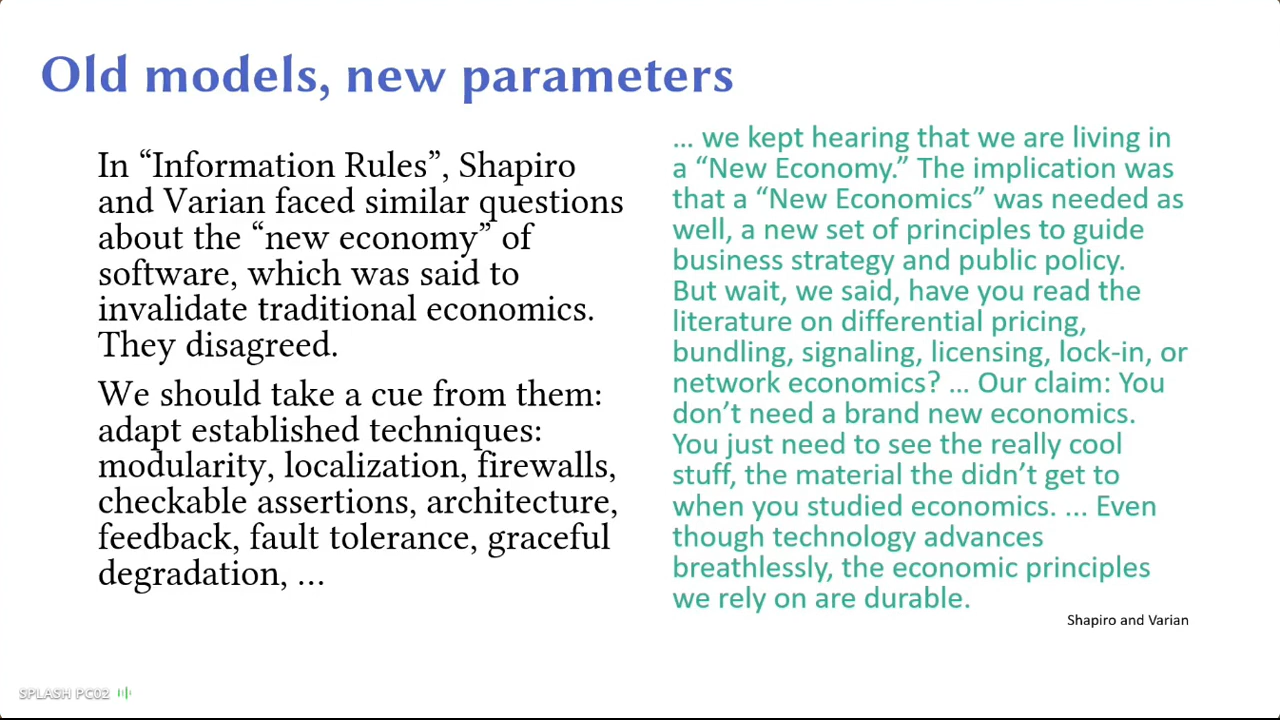 Old models, new parameters
In “Information Rules”, Shapiro
and Varian faced similar questions
about the “new economy” of
software, which was said to
invalidate traditional economics.
They disagreed.
We should take a cue from them:
adapt established techniques:
modularity, localization, firewalls,
checkable assertions, architecture,
feedback, fault tolerance, graceful
degradation, ...
... we kept hearing that we are living in
a “New Economy.” The implication was
that a “New Economics” was needed as
well, a new set of principles to guide
business strategy and public policy.
But wait, we said, have you read the
literature on differential pricing,
bundling, signaling, licensing, lock-in, or
network economics? ... Our claim: You
don’t need a brand new economics.
You just need to see the really cool
stuff, the material the didn’t get to
when you studied economics. ... Even
though technology advances
breathlessly, the economic principles
we rely on are durable.
Shapiro and Varian
SPLASH PC02